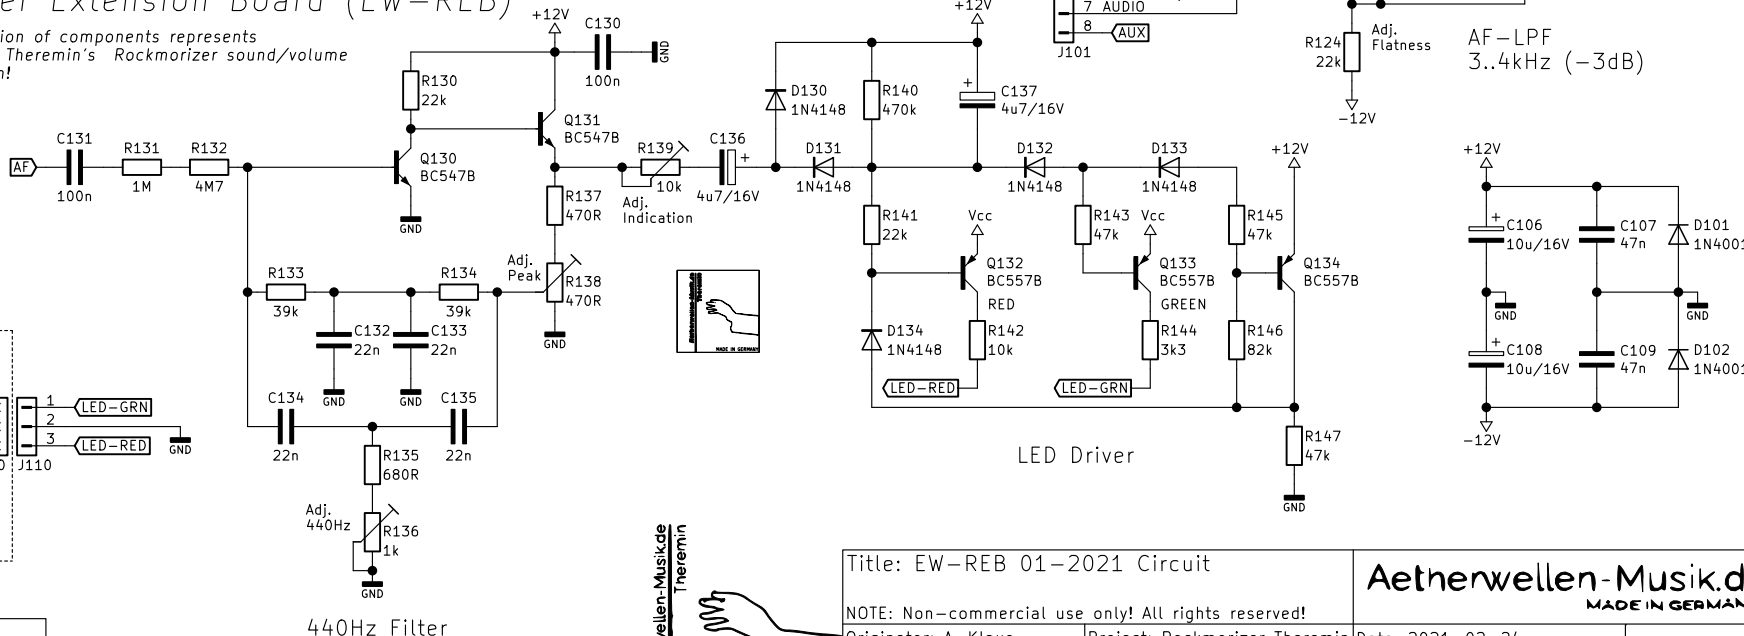 er Extension Board (EW-REB)
ion of components represents
Theremin's Rockmorizer sound/volume
n!
+12V
C130
100n
GND
R130
22k
Q131
BC547B
AF
C131
100n
R131
1M
R132
4M7
Q130
BC547B
GND
R137
470R
R139
10k
Adj.
Indication
C136
4u7/16V
Adj.
Peak
R138
470R
GND
R133
39k
R134
39k
C132
22n
C133
22n
GND
GND
C134
22n
C135
22n
R135
680R
Adj.
440Hz
R136
1k
GND
440Hz Filter
1
LED-GRN
2
3
LED-RED
GND
J110
Aetherwellen-Musik.de
Theremin
MADE IN GERMANY
+12V
D130
1N4148
R140
470k
C137
4u7/16V
D131
1N4148
D132
1N4148
D133
1N4148
R141
22k
Vcc
Q132
BC557B
RED
R143
47k
Vcc
Q133
BC557B
GREEN
R145
47k
+12V
Q134
BC557B
D134
1N4148
R142
10k
LED-RED
R144
3k3
LED-GRN
R146
82k
R147
47k
GND
LED Driver
7 AUDIO
8
AUX
J101
R124
22k
Adj.
Flatness
-12V
AF-LPF
3..4kHz (-3dB)
+12V
C106
10u/16V
C107
47n
D101
1N4001
GND
GND
C108
10u/16V
C109
47n
D102
1N4001
-12V
wellen-Musik.de
Theremin
Title: EW-REB 01-2021 Circuit
NOTE: Non-commercial use only! All rights reserved!
Aetherwellen-Musik.d
MADE IN GERMAN